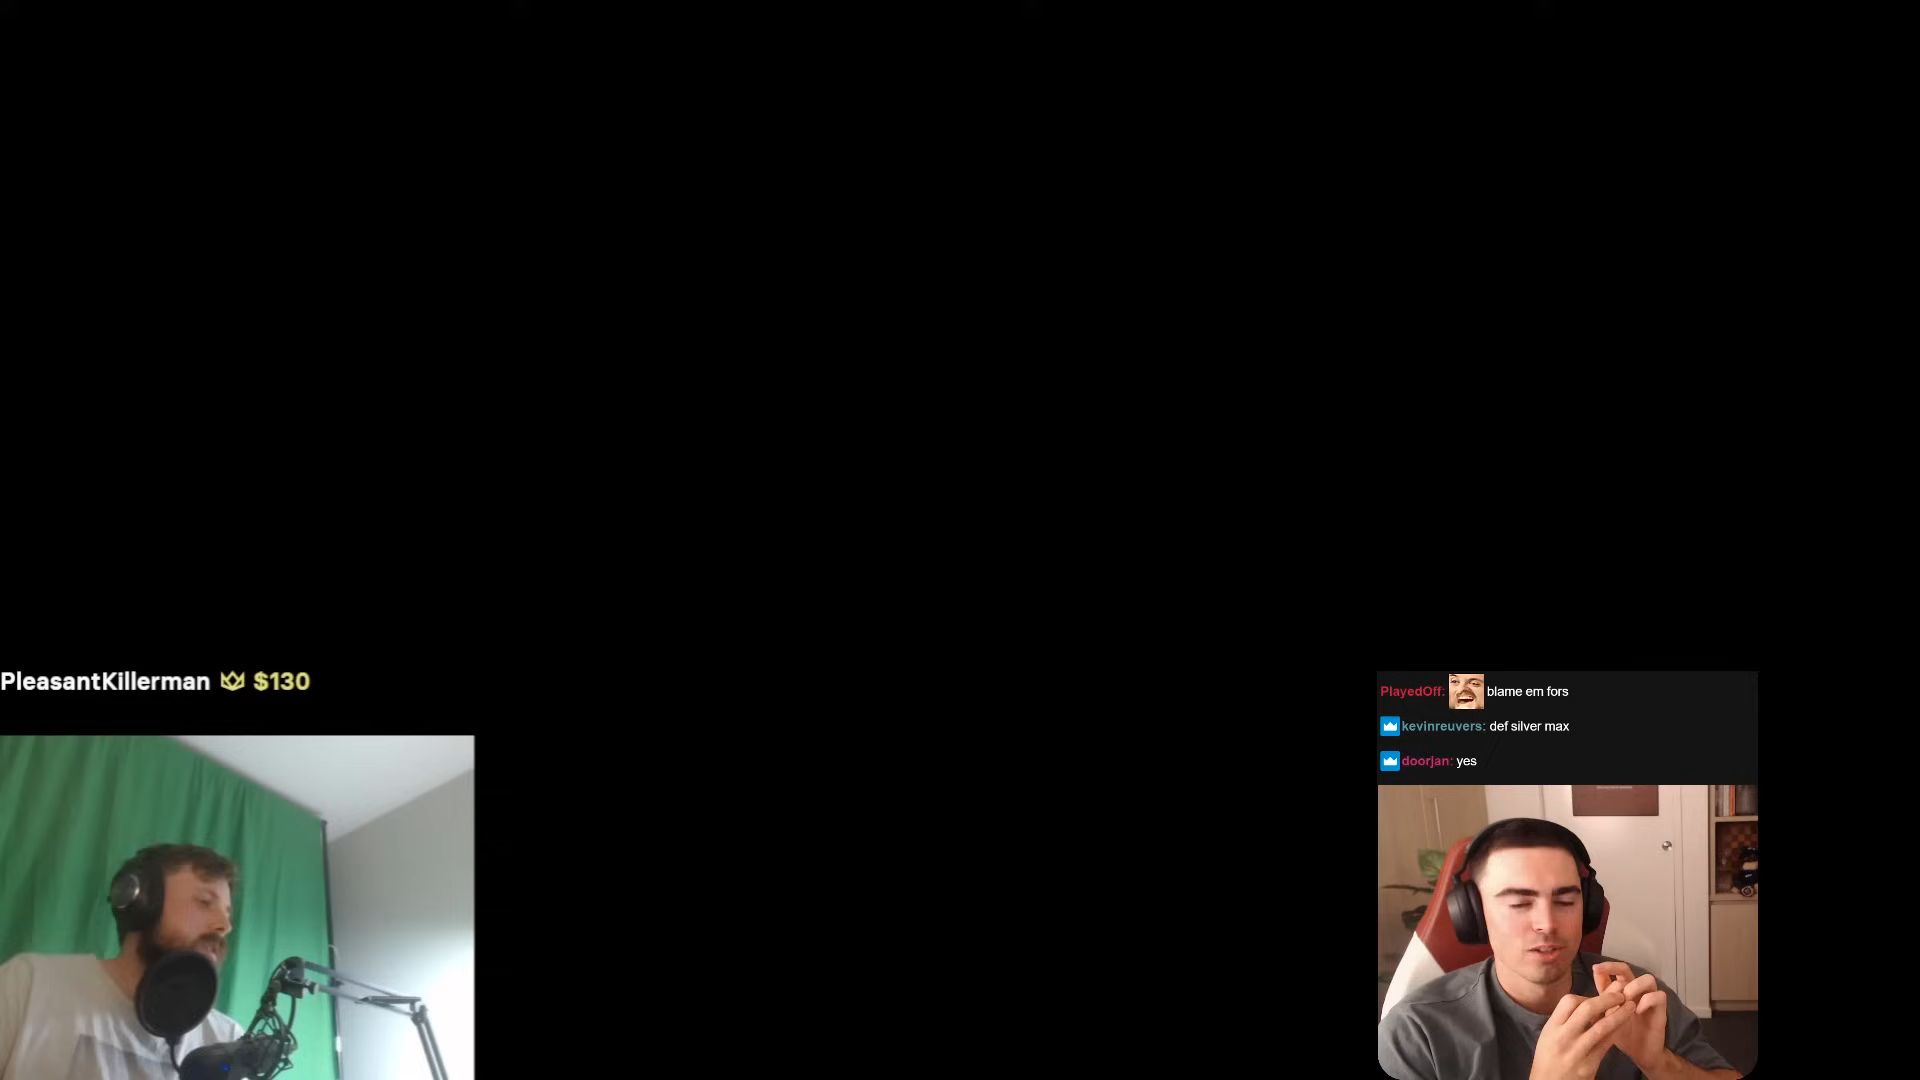 PleasantKillerman $130
PlayedOff: blame em fors
kevinreuvers: def silver max
doorjan: yes